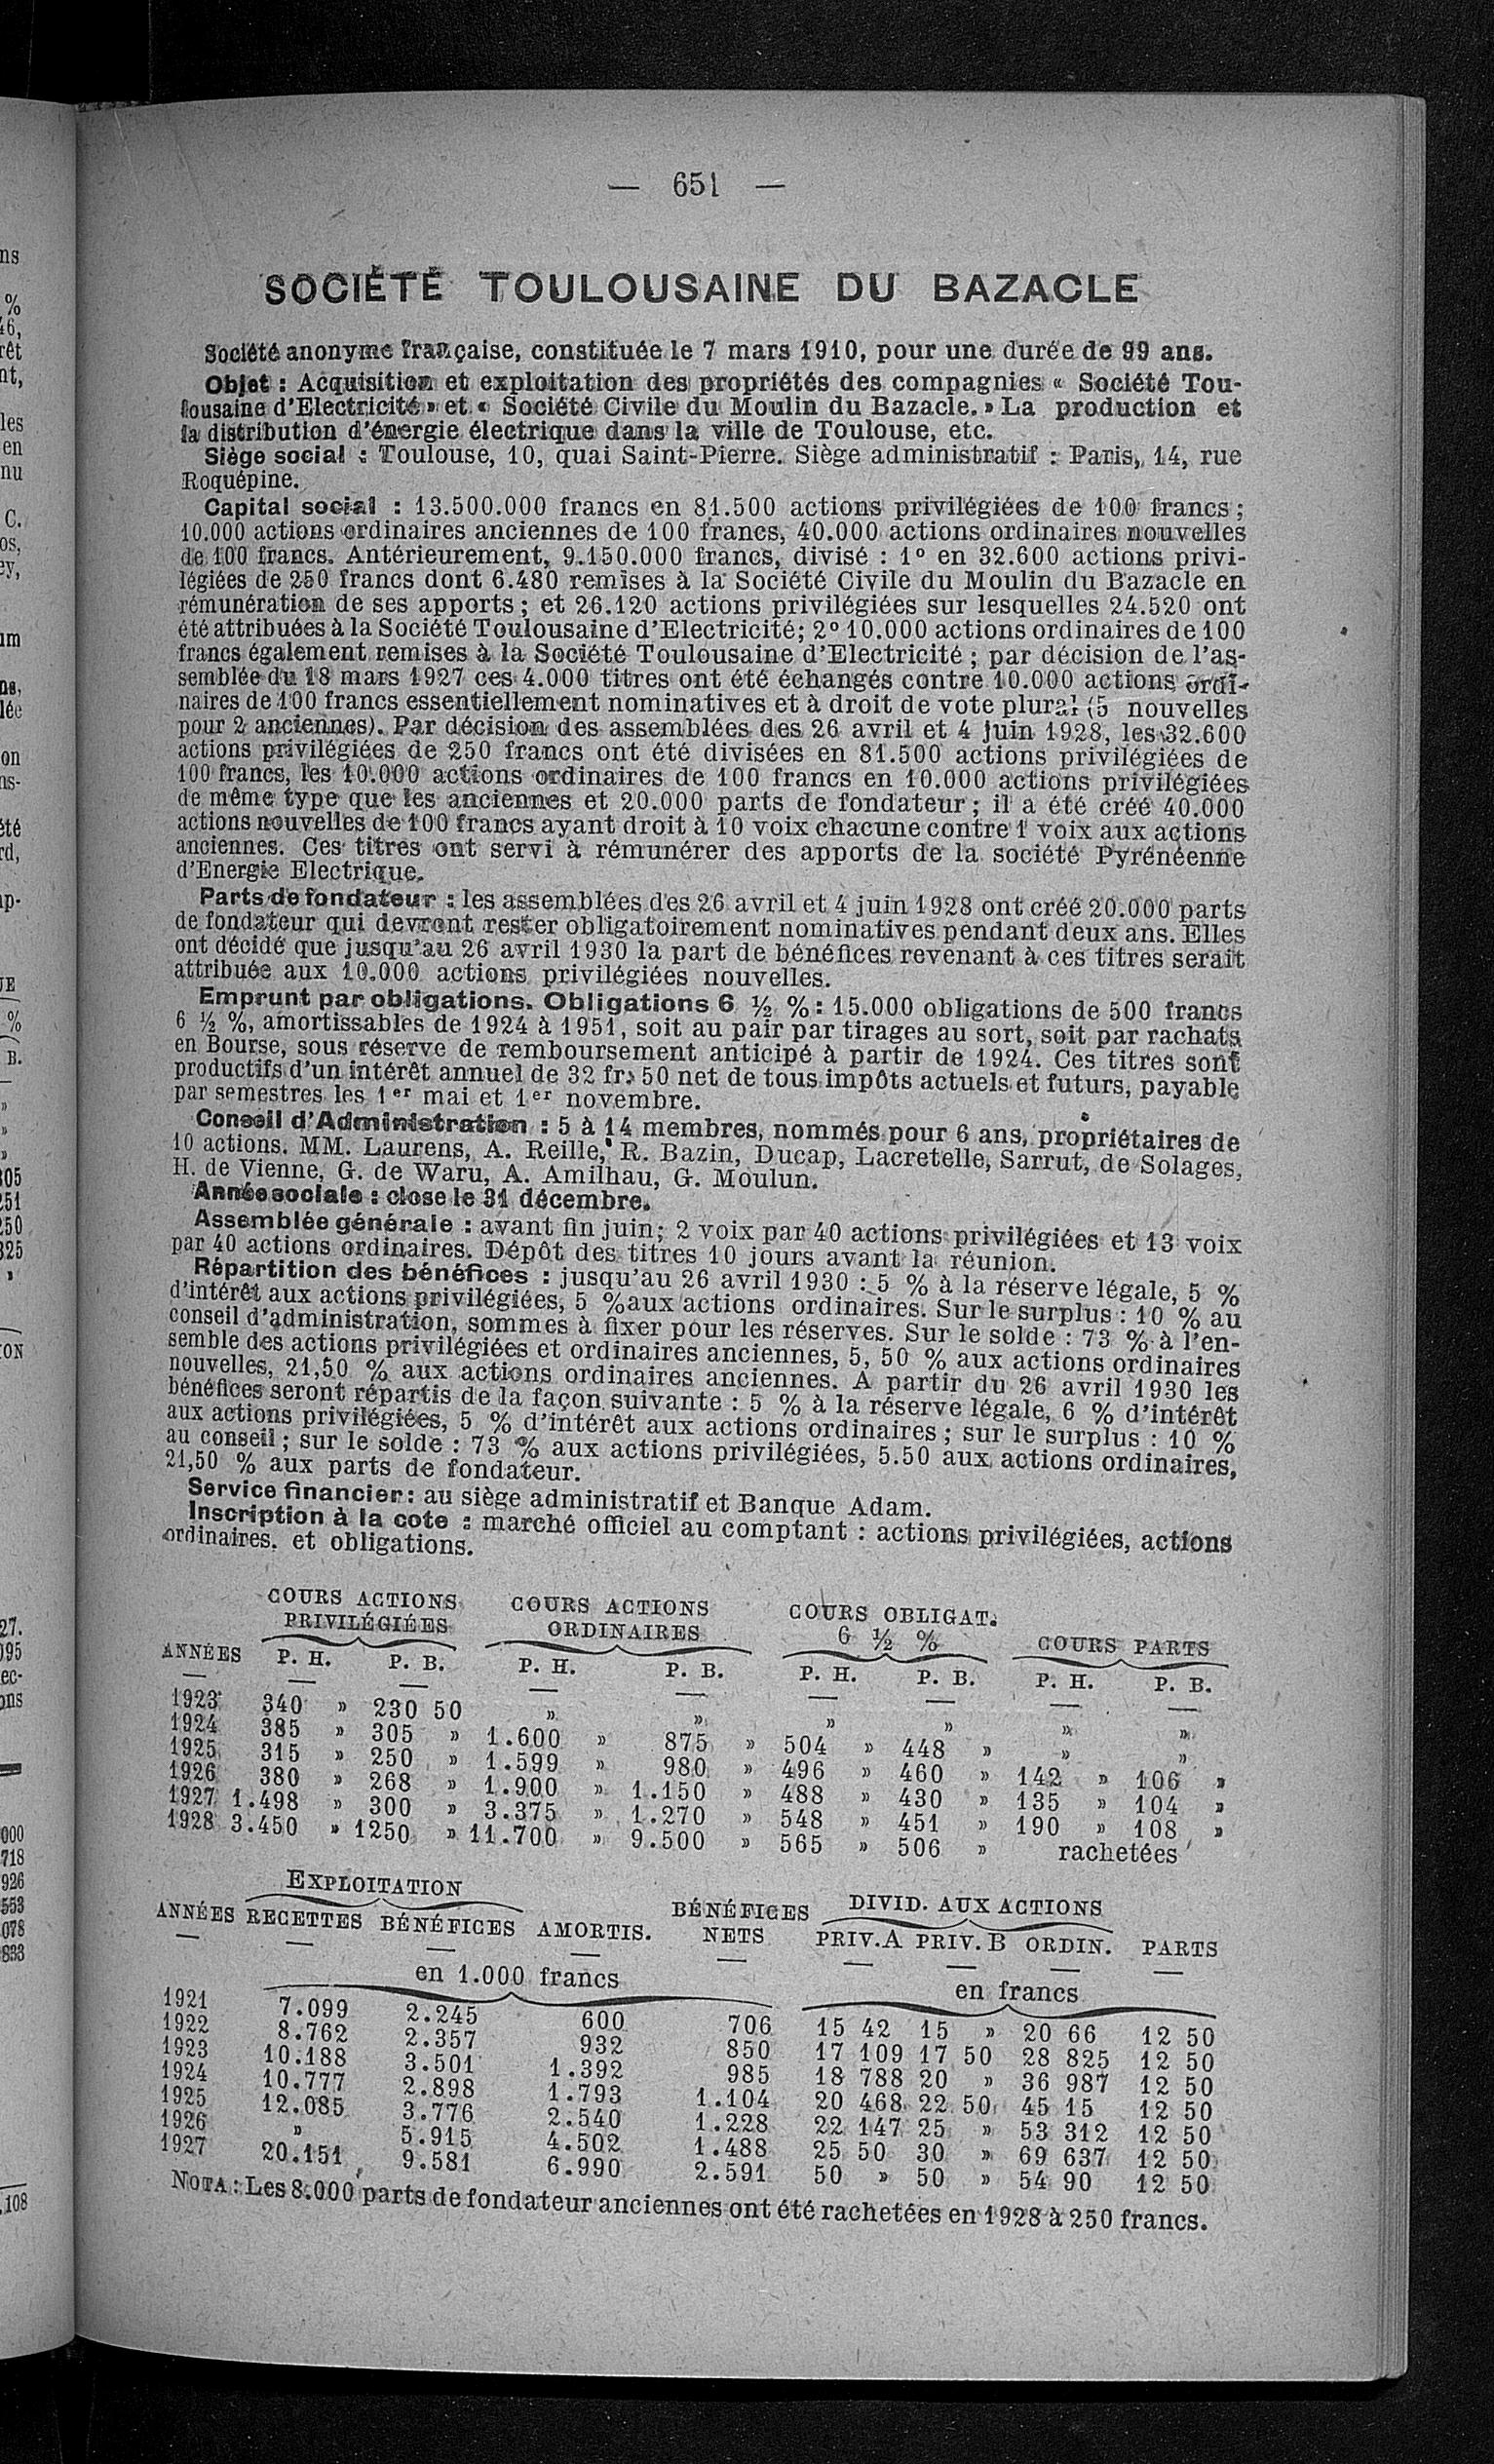 — 651 —
SOCIÉTÉ TOULOUSAINE DU BAZACLE
Société anonyme française, constituée le 7 mars 1910, pour une durée de 99 ans.
Objet : Acquisition et exploitation des propriétés des compagnies « Société Tou-
lousaine d'Electricité » et « Société Civile du Moulin du Bazacle. » La production et
la distribution d'énergie électrique dans la ville de Toulouse, etc.
Siège social : Toulouse, 10, quai Saint-Pierre. Siège administratif : Paris, 14, rue
Roquépine.
Capital social : 13.500.000 francs en 81.500 actions privilégiées de 100 francs ;
10.000 actions ordinaires anciennes de 100 francs, 40.000 actions ordinaires nouvelles
de 100 francs. Antérieurement, 9.150.000 francs, divisé : 1º en 32.600 actions privi-
légiées de 250 francs dont 6.480 remises à la Société Civile du Moulin du Bazacle en
rémunération de ses apports ; et 26.120 actions privilégiées sur lesquelles 24.520 ont
été attribuées à la Société Toulousaine d'Electricité ; 2º 10.000 actions ordinaires de 100
francs également remises à la Société Toulousaine d'Electricité ; par décision de l'as-
semblée du 18 mars 1927 ces 4.000 titres ont été échangés contre 10.000 actions ordi-
naires de 100 francs essentiellement nominatives et à droit de vote plural (5 nouvelles
pour 2 anciennes). Par décision des assemblées des 26 avril et 4 juin 1928, les 32.600
actions privilégiées de 250 francs ont été divisées en 81.500 actions privilégiées de
100 francs, les 10.000 actions ordinaires de 100 francs en 10.000 actions privilégiées
de même type que les anciennes et 20.000 parts de fondateur ; il a été créé 40.000
actions nouvelles de 100 francs ayant droit à 10 voix chacune contre 1 voix aux actions
anciennes. Ces titres ont servi à rémunérer des apports de la société Pyrénéenne
d'Energie Electrique.
Parts de fondateur : les assemblées des 26 avril et 4 juin 1928 ont créé 20.000 parts
de fondateur qui devront rester obligatoirement nominatives pendant deux ans. Elles
ont décidé que jusqu'au 26 avril 1930 la part de bénéfices revenant à ces titres serait
attribuée aux 10.000 actions privilégiées nouvelles.
Emprunt par obligations. Obligations 6 ½ % : 15.000 obligations de 500 francs
6 ½ %, amortissables de 1924 à 1951, soit au pair par tirages au sort, soit par rachats
en Bourse, sous réserve de remboursement anticipé à partir de 1924. Ces titres sont
productifs d'un intérêt annuel de 32 fr. 50 net de tous impôts actuels et futurs, payable
par semestres les 1er mai et 1er novembre.
Conseil d'Administration : 5 à 14 membres, nommés pour 6 ans, propriétaires de
10 actions. MM. Laurens, A. Reille, R. Bazin, Ducap, Lacretelle, Sarrut, de Solages,
H. de Vienne, G. de Waru, A. Amilhau, G. Moulun.
Année sociale : close le 31 décembre.
Assemblée générale : avant fin juin ; 2 voix par 40 actions privilégiées et 13 voix
par 40 actions ordinaires. Dépôt des titres 10 jours avant la réunion.
Répartition des bénéfices : jusqu'au 26 avril 1930 : 5 % à la réserve légale, 5 %
d'intérêt aux actions privilégiées, 5 % aux actions ordinaires. Sur le surplus : 10 % au
conseil d'administration, sommes à fixer pour les réserves. Sur le solde : 73 % à l'en-
semble des actions privilégiées et ordinaires anciennes, 5, 50 % aux actions ordinaires
nouvelles, 21,50 % aux actions ordinaires anciennes. A partir du 26 avril 1930 les
bénéfices seront répartis de la façon suivante : 5 % à la réserve légale, 6 % d'intérêt
aux actions privilégiées, 5 % d'intérêt aux actions ordinaires ; sur le surplus : 10 %
au conseil ; sur le solde : 73 % aux actions privilégiées, 5.50 aux actions ordinaires,
21,50 % aux parts de fondateur.
Service financier : au siège administratif et Banque Adam.
Inscription à la cote : marché officiel au comptant : actions privilégiées, actions
ordinaires. et obligations.
COURS ACTIONS PRIVILÉGIÉES COURS ACTIONS ORDINAIRES COURS OBLIGAT. 6 ½ % COURS PARTS
ANNÉES P. H. P. B. P. H. P. B. P. H. P. B. P. H. P. B.
1923 340 » 230 50 » » » » » »
1924 385 » 305 » 1.600 » 875 » 504 » 448 » » »
1925 315 » 250 » 1.599 » 980 » 496 » 460 » 142 » 106 »
1926 380 » 268 » 1.900 » 1.150 » 488 » 430 » 135 » 104 »
1927 1.498 » 300 » 3.375 » 1.270 » 548 » 451 » 190 » 108 »
1928 3.450 » 1250 » 11.700 » 9.500 » 565 » 506 » rachetées
EXPLOITATION BÉNÉFICES NETS DIVID. AUX ACTIONS
ANNÉES RECETTES BÉNÉFICES AMORTIS. PRIV. A PRIV. B ORDIN. PARTS
en 1.000 francs en francs
1921 7.099 2.245 600 706 15 42 15 » 20 66 12 50
1922 8.762 2.357 932 850 17 109 17 50 28 825 12 50
1923 10.188 3.501 1.392 985 18 788 20 » 36 987 12 50
1924 10.777 2.898 1.793 1.104 20 468 22 50 45 15 12 50
1925 12.085 3.776 2.540 1.228 22 147 25 » 53 312 12 50
1926 » 5.915 4.502 1.488 25 50 30 » 69 637 12 50
1927 20.151 9.581 6.990 2.591 50 » 50 » 54 90 12 50
NOTA : Les 8.000 parts de fondateur anciennes ont été rachetées en 1928 à 250 francs.